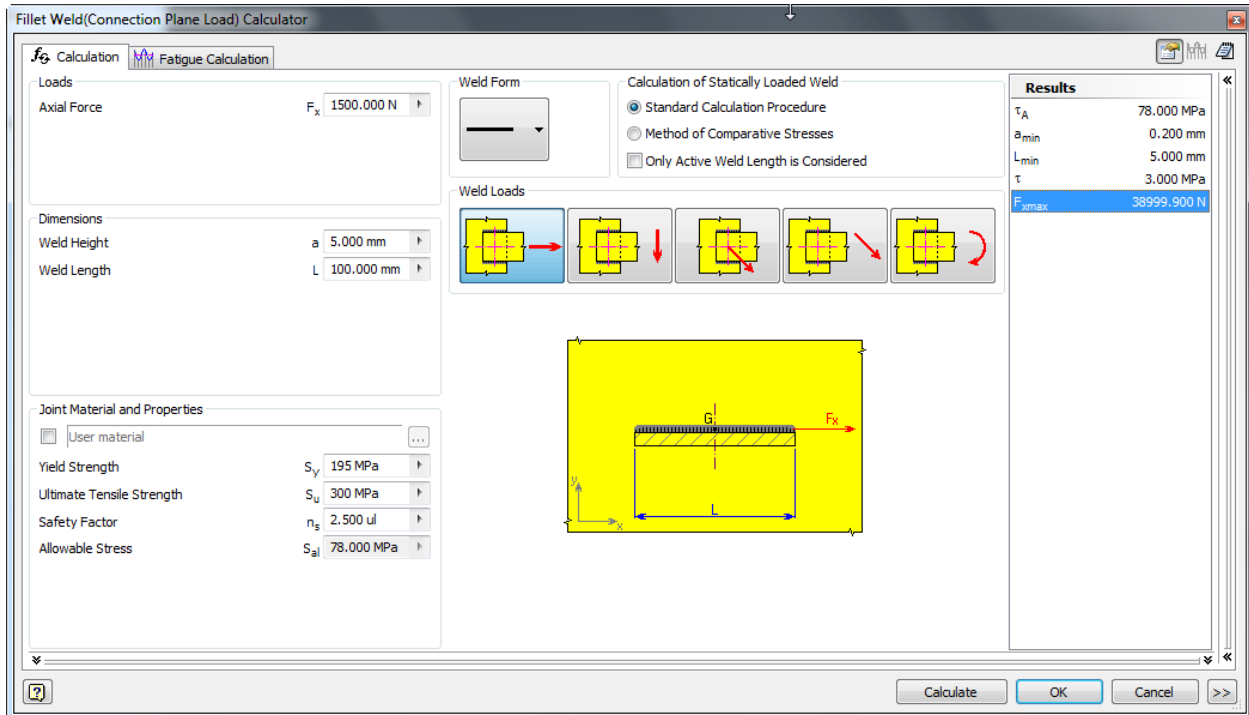 Fillet Weld(Connection Plane Load) Calculator
Calculation
Fatigue Calculation
Loads
Axial Force Fx 1500.000 N
Dimensions
Weld Height a 5.000 mm
Weld Length L 100.000 mm
Joint Material and Properties
User material ...
Yield Strength Sy 195 MPa
Ultimate Tensile Strength Su 300 MPa
Safety Factor ns 2.500 ul
Allowable Stress Sal 78.000 MPa
Weld Form
Calculation of Statically Loaded Weld
Standard Calculation Procedure
Method of Comparative Stresses
Only Active Weld Length is Considered
Weld Loads
G
Fx
y
x
L
Results
τA 78.000 MPa
amin 0.200 mm
Lmin 5.000 mm
τ 3.000 MPa
Fxmax 38999.900 N
?
Calculate
OK
Cancel
>>